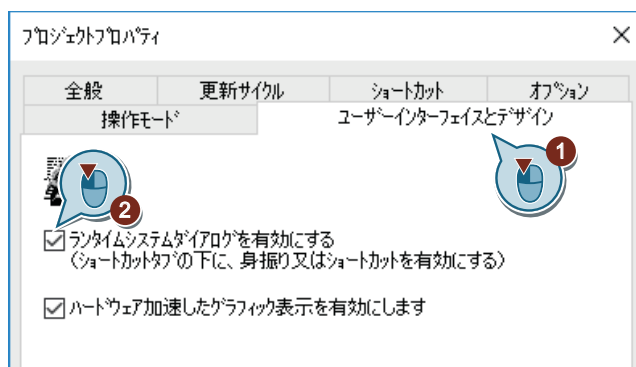 プロジェクトプロパティ
全般 更新サイクル ショートカット オプション
操作モード ユーザーインターフェイスとデザイン
1
2
ランタイムシステムダイアログを有効にする
(ショートカットタブの下に、身振り又はショートカットを有効にする)
ハードウェア加速したグラフィック表示を有効にします